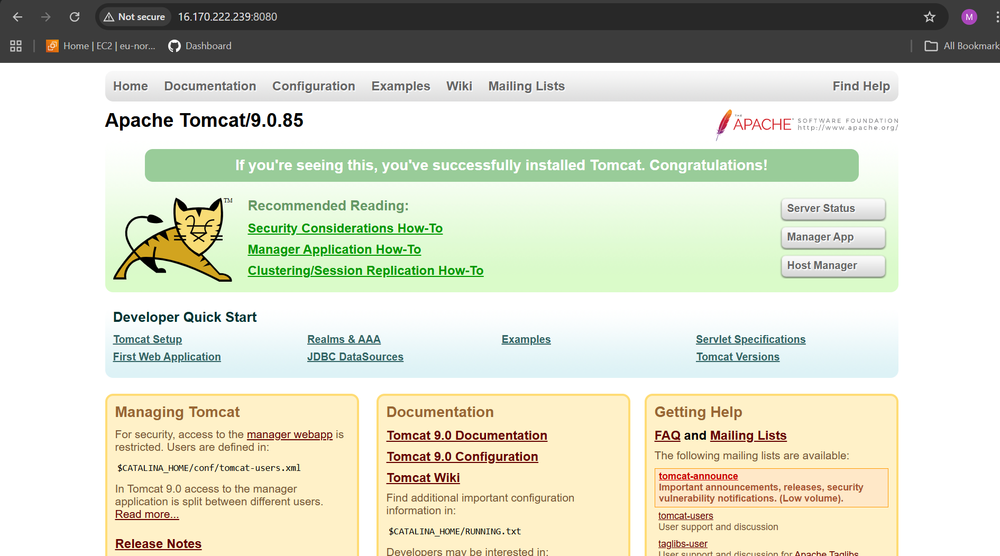 Not secure 16.170.222.239:8080
M
Home | EC2 | eu-nor... Dashboard All Bookmark
Home Documentation Configuration Examples Wiki Mailing Lists Find Help
Apache Tomcat/9.0.85
THE APACHE® SOFTWARE FOUNDATION
http://www.apache.org/
If you're seeing this, you've successfully installed Tomcat. Congratulations!
TM
Recommended Reading:
Security Considerations How-To
Manager Application How-To
Clustering/Session Replication How-To
Server Status
Manager App
Host Manager
Developer Quick Start
Tomcat Setup
First Web Application
Realms & AAA
JDBC DataSources
Examples
Servlet Specifications
Tomcat Versions
Managing Tomcat
For security, access to the manager webapp is
restricted. Users are defined in:
$CATALINA_HOME/conf/tomcat-users.xml
In Tomcat 9.0 access to the manager
application is split between different users.
Read more...
Release Notes
Documentation
Tomcat 9.0 Documentation
Tomcat 9.0 Configuration
Tomcat Wiki
Find additional important configuration
information in:
$CATALINA_HOME/RUNNING.txt
Developers may be interested in:
Getting Help
FAQ and Mailing Lists
The following mailing lists are available:
tomcat-announce
Important announcements, releases, security
vulnerability notifications. (Low volume).
tomcat-users
User support and discussion
taglibs-user
User support and discussion for Apache Taglibs